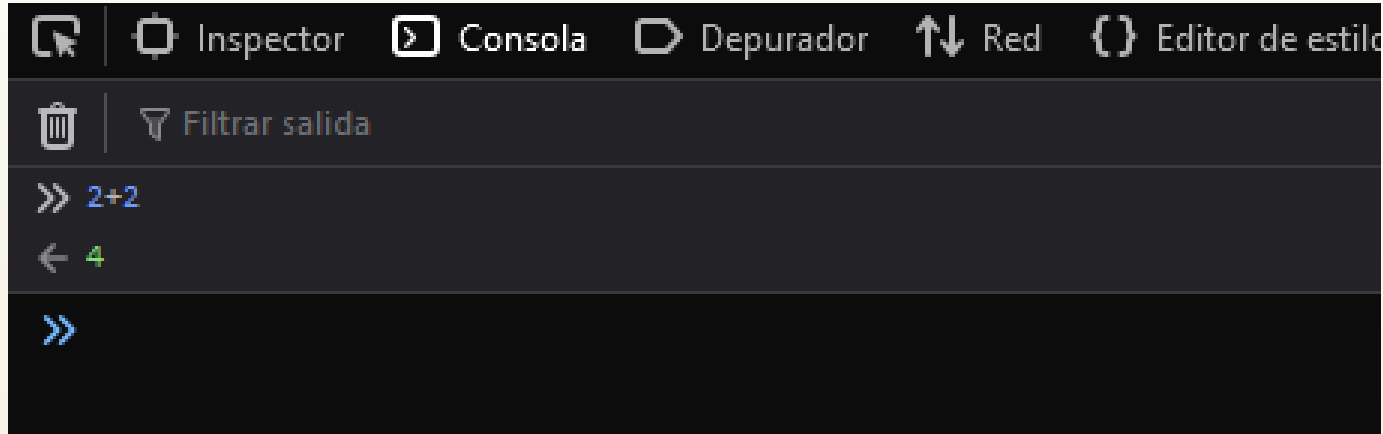 Inspector Consola Depurador Red {} Editor de estilo
Filtrar salida
>> 2+2
← 4
>>